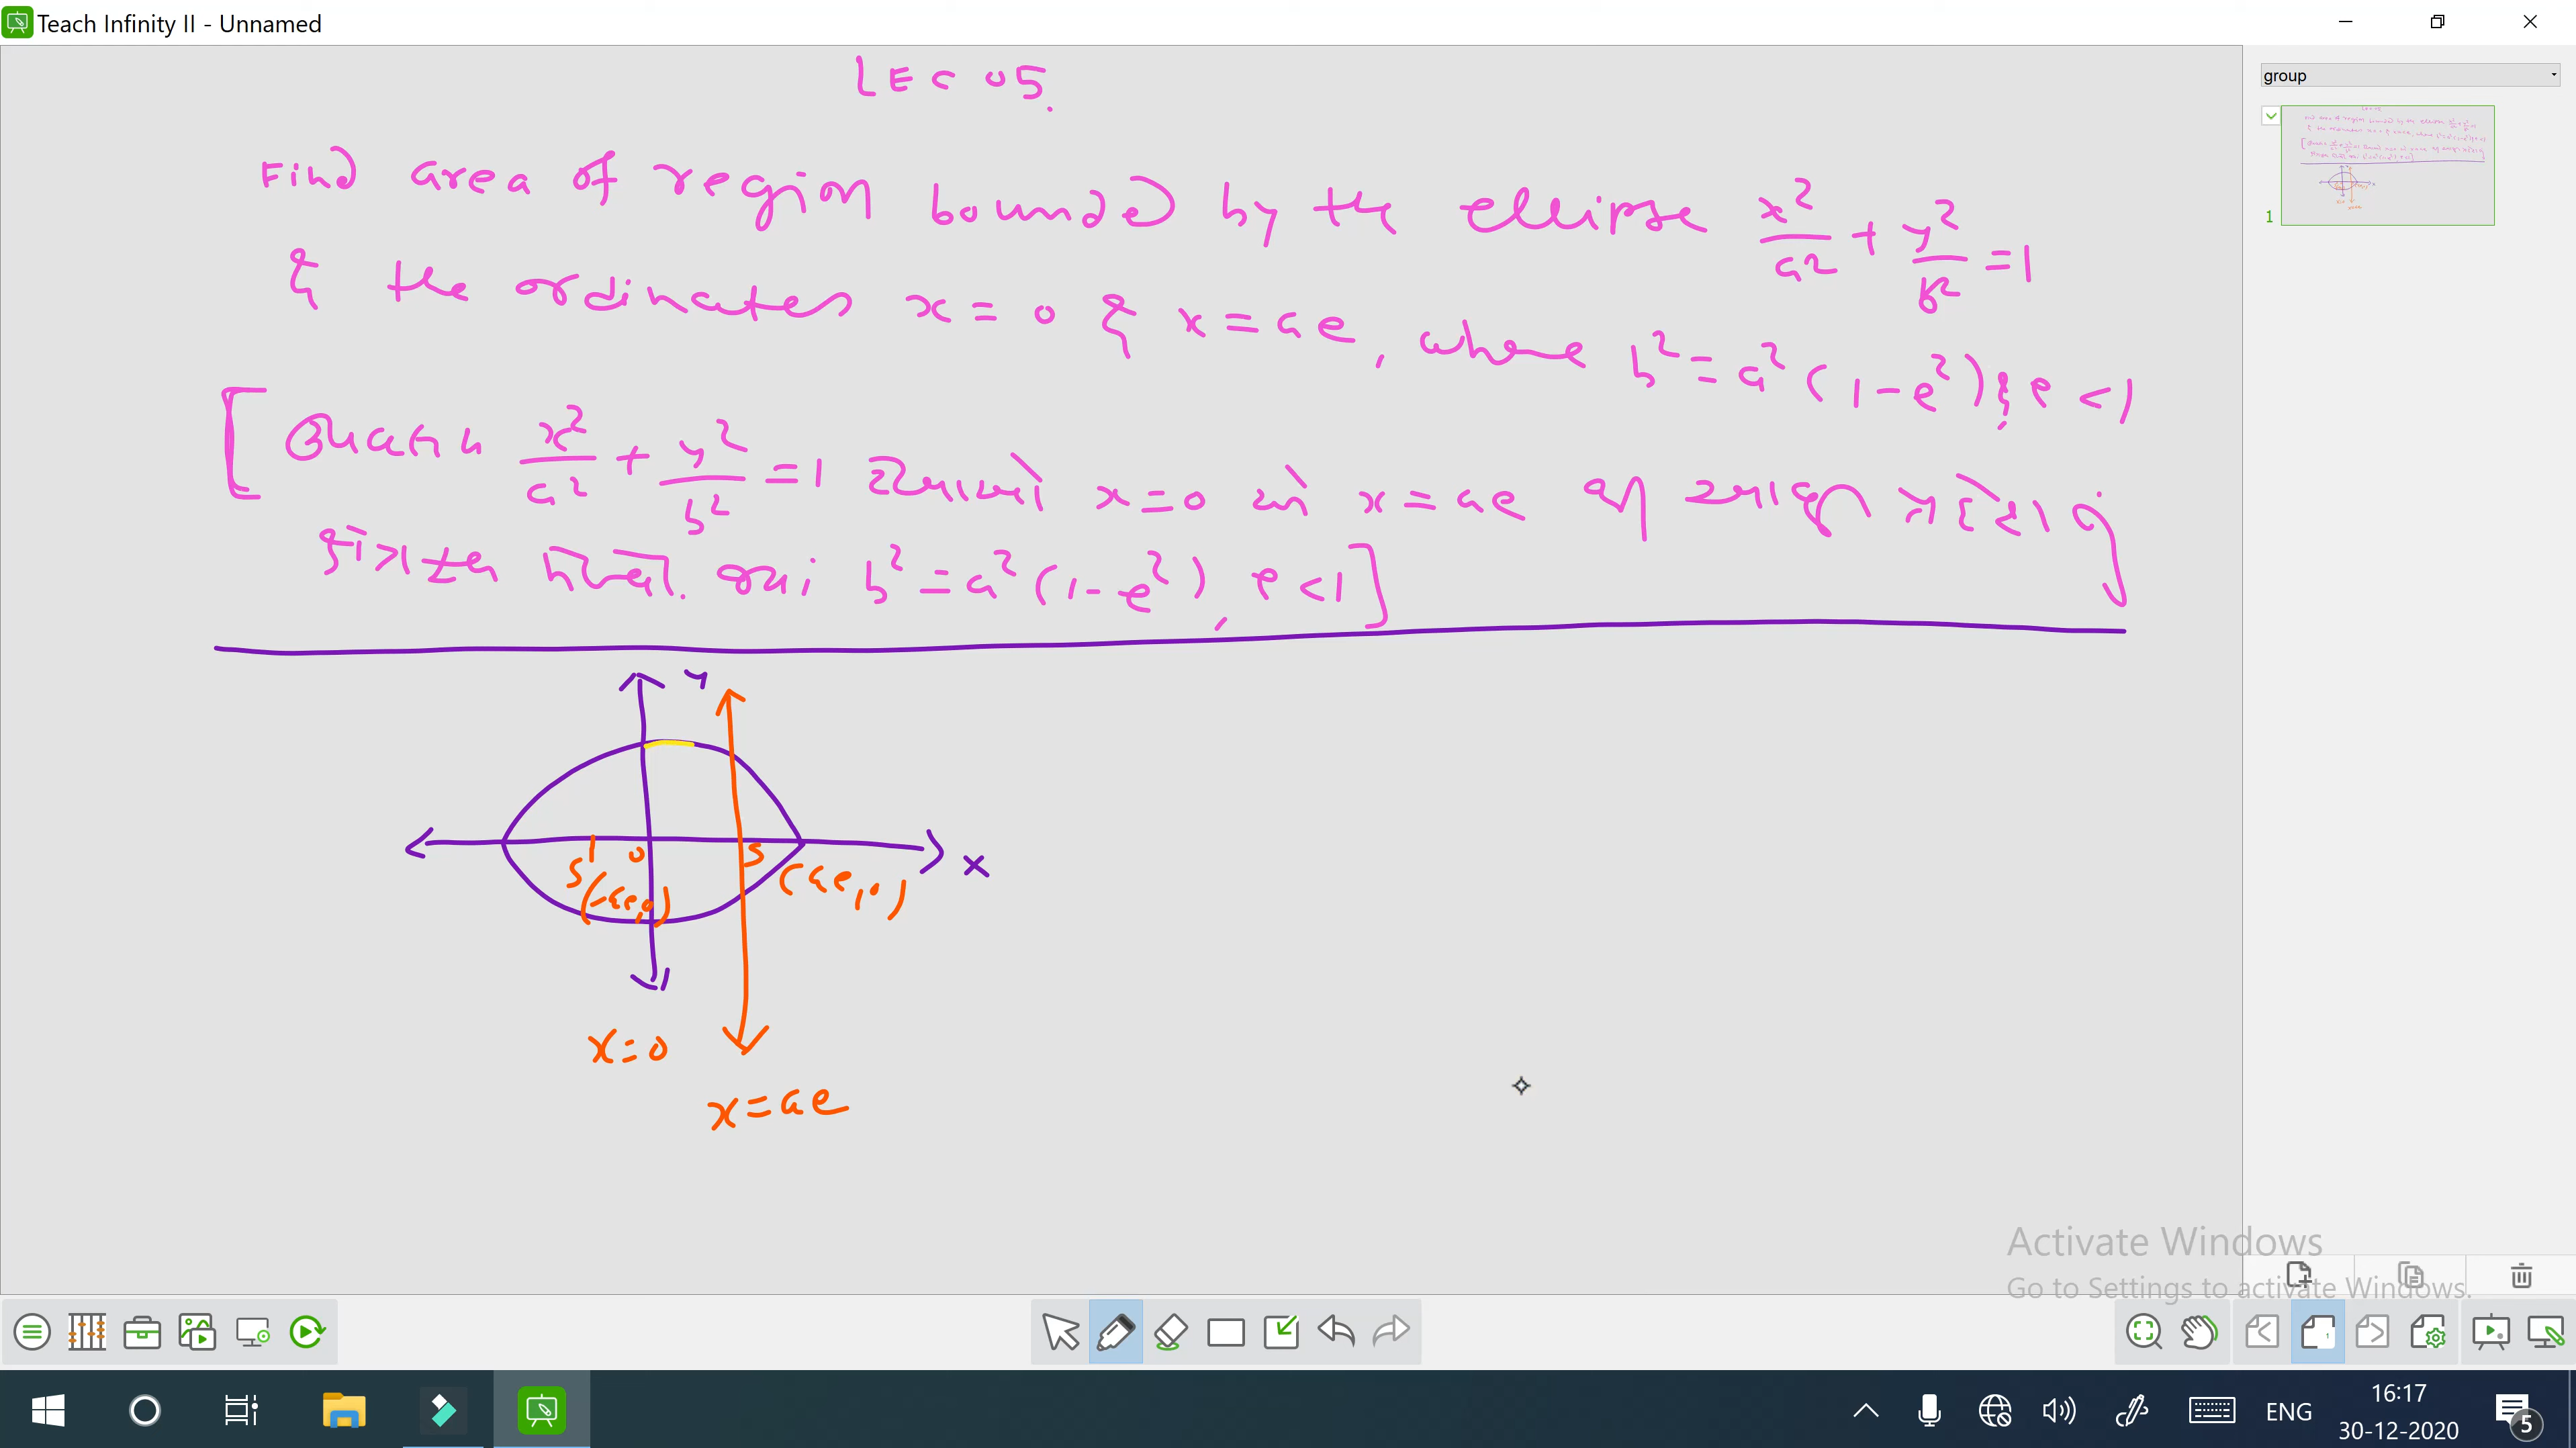 Teach Infinity II - Unnamed
group
LEC 05.
Find area of region bounded by the ellipse x²/a² + y²/b² = 1
& the ordinates x = 0 & x = ae, where b² = a²(1-e²) & e < 1
x²/a² + y²/b² = 1 x=0 x = ae
b² = a²(1-e²), e<1]
1
y
S' 0 S
x
(-ae,0) (ae,0)
x=0
x=ae
Activate Windows
Go to Settings to activate Windows.
ENG
16:17
30-12-2020
5